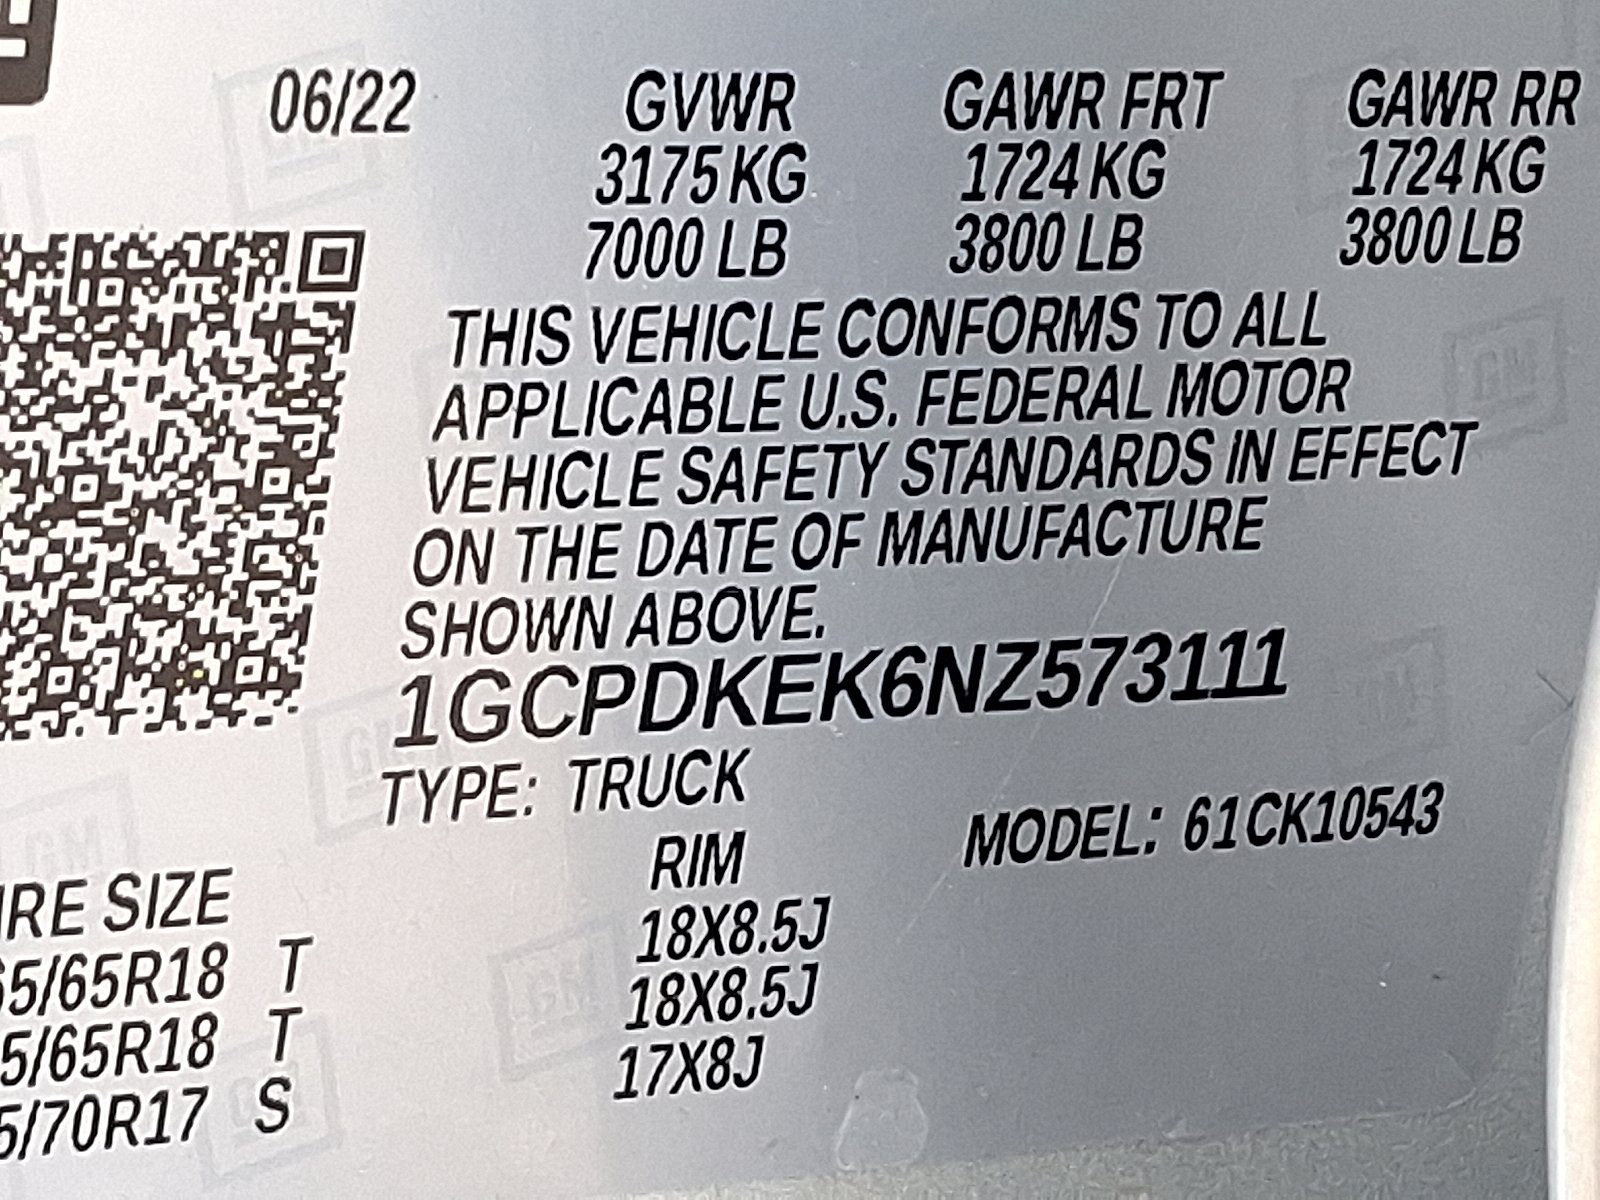 06/22 GVWR GAWR FRT GAWR RR
3175 KG 1724 KG 1724 KG
7000 LB 3800 LB 3800 LB
THIS VEHICLE CONFORMS TO ALL
APPLICABLE U.S. FEDERAL MOTOR
VEHICLE SAFETY STANDARDS IN EFFECT
ON THE DATE OF MANUFACTURE
SHOWN ABOVE.
1GCPDKEK6NZ573111
TYPE: TRUCK MODEL: 61CK10543
IRE SIZE RIM
65/65R18 T 18X8.5J
5/65R18 T 18X8.5J
5/70R17 S 17X8J